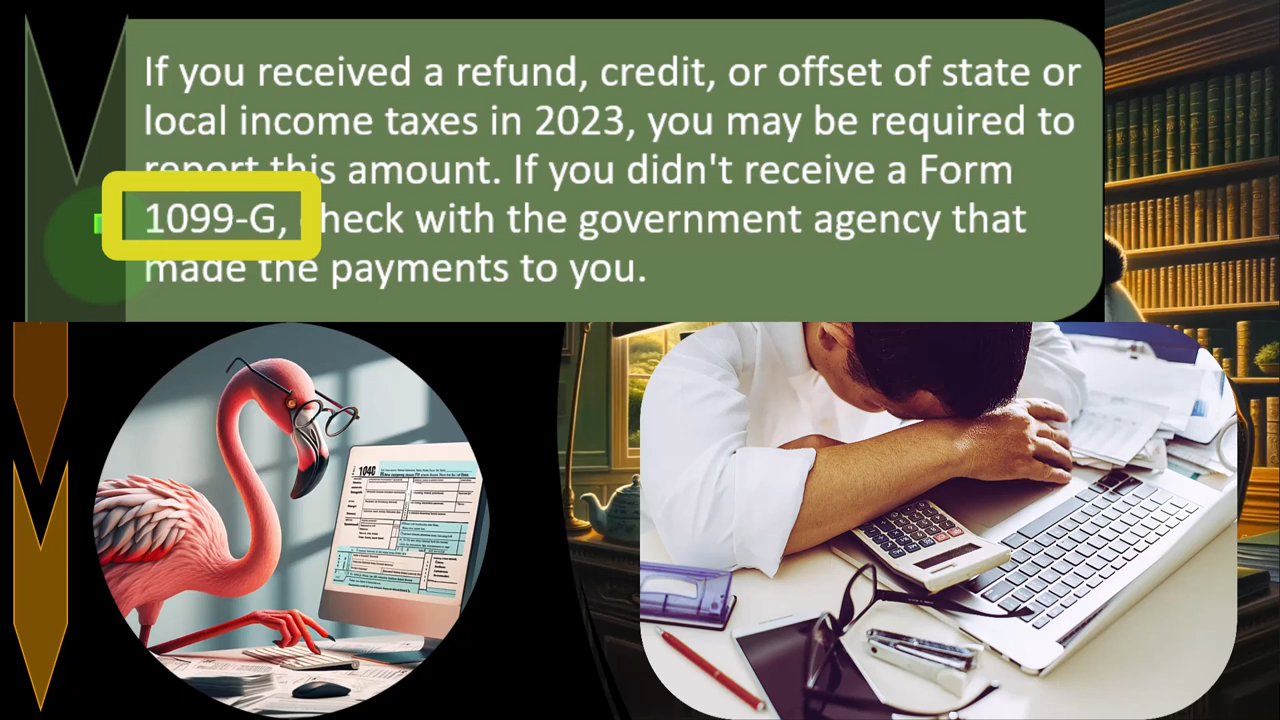 If you received a refund, credit, or offset of state or
local income taxes in 2023, you may be required to
report this amount. If you didn't receive a Form
1099-G, check with the government agency that
made the payments to you.